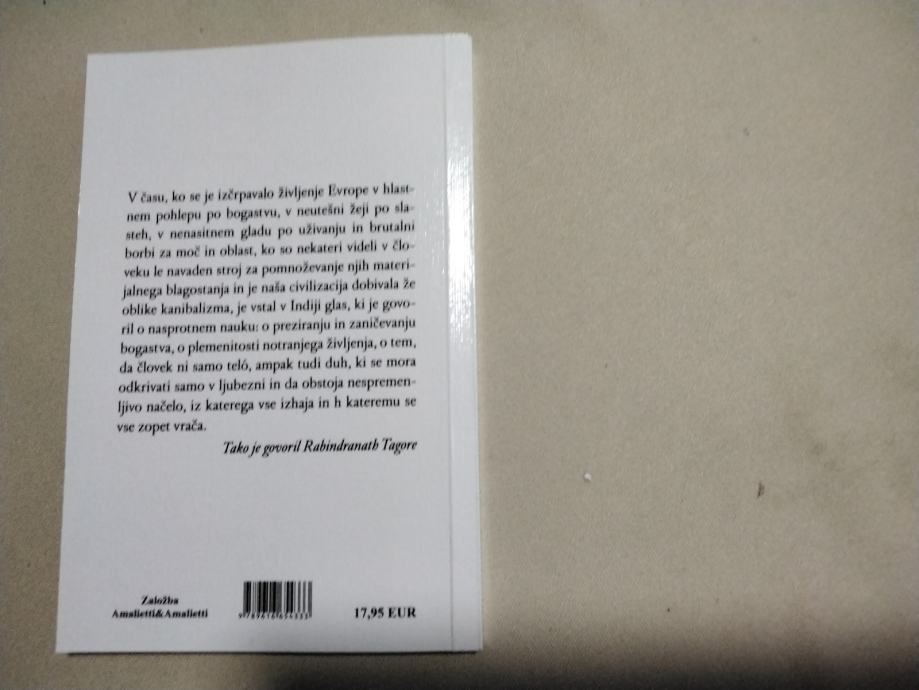 V času, ko se je izčrpavalo življenje Evrope v hlast-
nem pohlepu po bogastvu, v neutešni žeji po sla-
steh, v nenasitnem gladu po uživanju in brutalni
borbi za moč in oblast, ko so nekateri videli v člo-
veku le navaden stroj za pomnoževanje njih materi-
jalnega blagostanja in je naša civilizacija dobivala že
oblike kanibalizma, je vstal v Indiji glas, ki je govo-
ril o nasprotnem nauku: o preziranju in zaničevanju
bogastva, o plemenitosti notranjega življenja, o tem,
da človek ni samo teló, ampak tudi duh, ki se mora
odkrivati samo v ljubezni in da obstoja nespremen-
ljivo načelo, iz katerega vse izhaja in h kateremu se
vse zopet vrača.
Tako je govoril Rabindranath Tagore
Založba
Amalietti&Amalietti
9 789616 654333
17,95 EUR